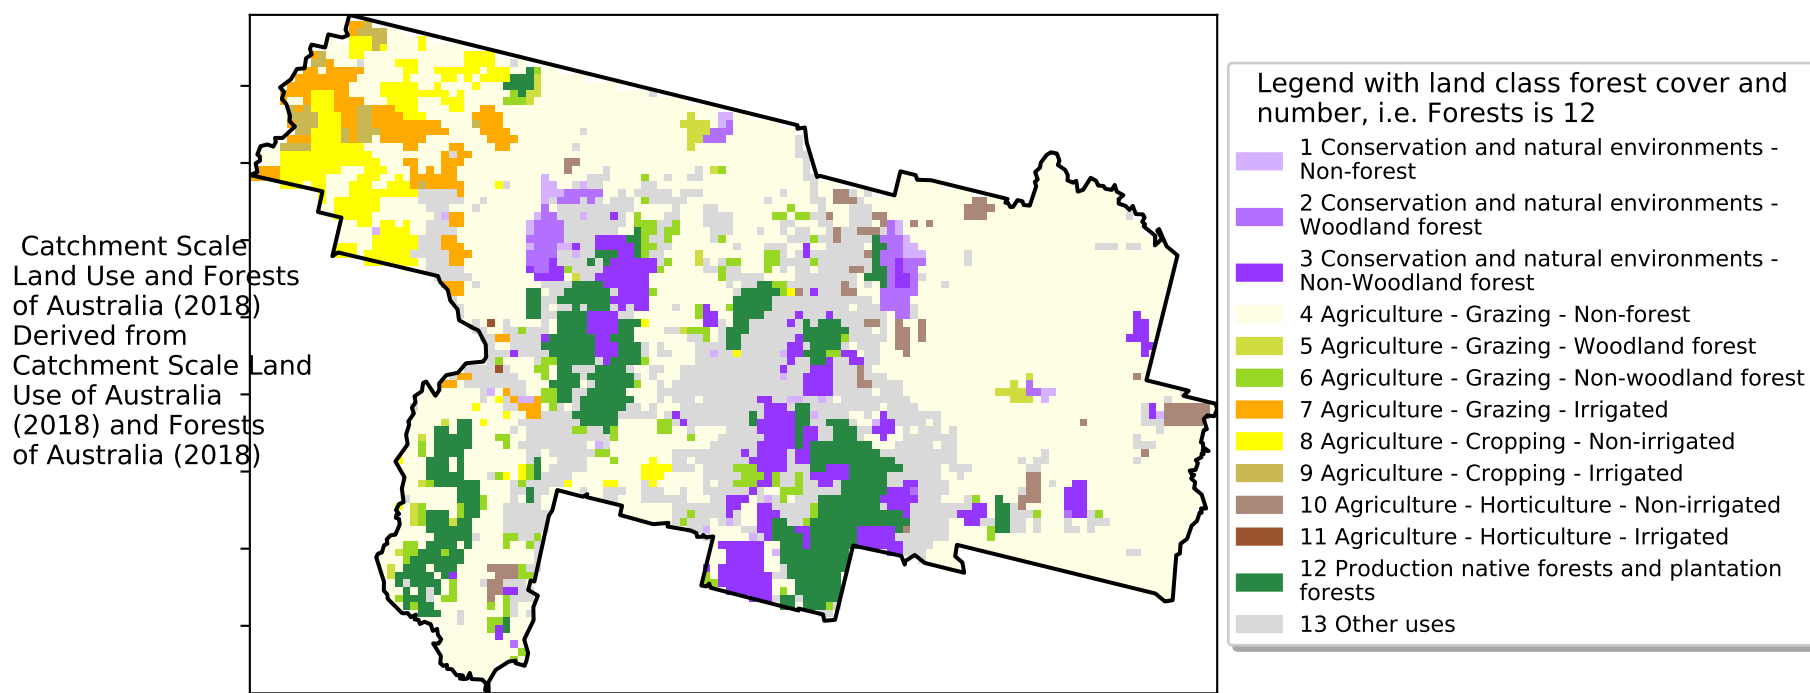 Catchment Scale
Land Use and Forests
of Australia (2018)
Derived from
Catchment Scale Land
Use of Australia
(2018) and Forests
of Australia (2018)
Legend with land class forest cover and
number, i.e. Forests is 12
1 Conservation and natural environments -
Non-forest
2 Conservation and natural environments -
Woodland forest
3 Conservation and natural environments -
Non-Woodland forest
4 Agriculture - Grazing - Non-forest
5 Agriculture - Grazing - Woodland forest
6 Agriculture - Grazing - Non-woodland forest
7 Agriculture - Grazing - Irrigated
8 Agriculture - Cropping - Non-irrigated
9 Agriculture - Cropping - Irrigated
10 Agriculture - Horticulture - Non-irrigated
11 Agriculture - Horticulture - Irrigated
12 Production native forests and plantation
forests
13 Other uses